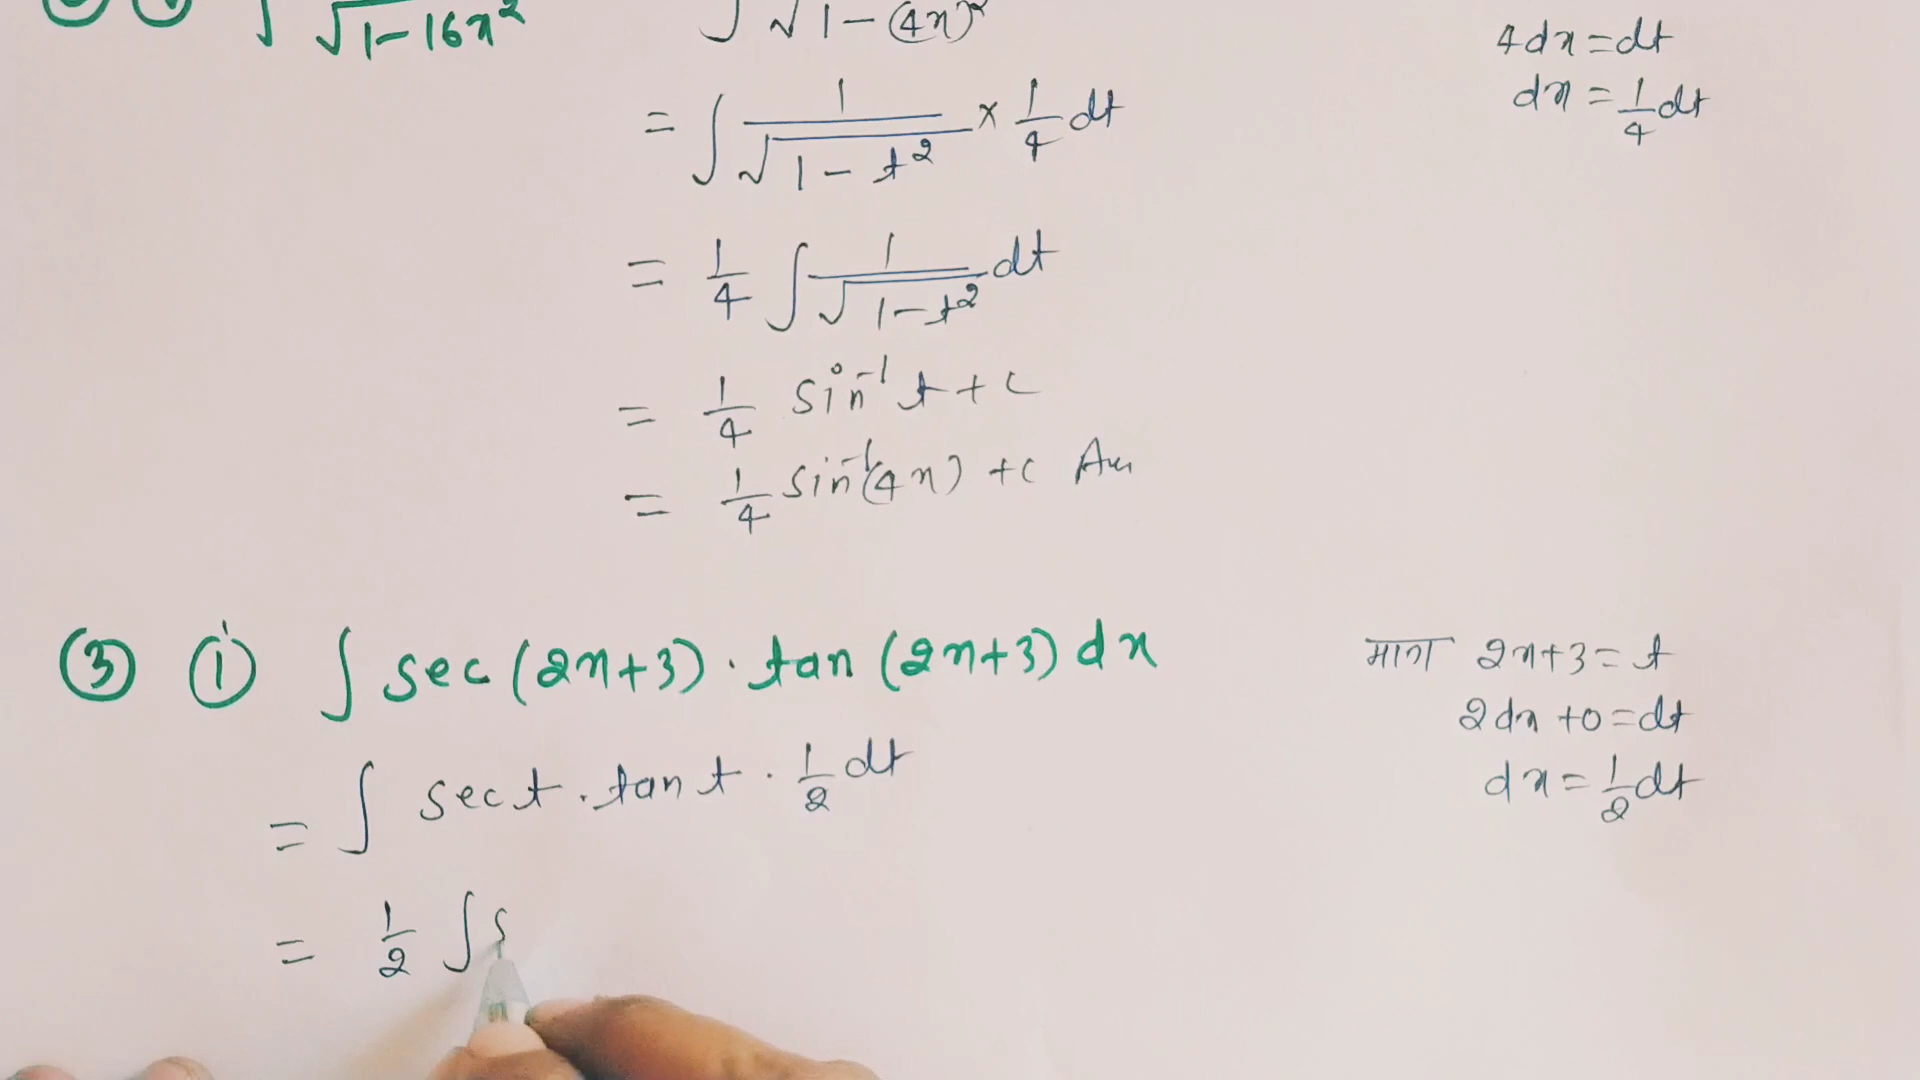 ∫ √1-16x²
∫ √1-(4x)²
4dx=dt
dx=1/4 dt
= ∫ 1/√1-t² × 1/4 dt
= 1/4 ∫ 1/√1-t² dt
= 1/4 sin⁻¹ t + c
= 1/4 sin⁻¹(4x) +c Ans
③ ⓘ ∫ sec(2x+3).tan(2x+3)dx
माना 2x+3=t
2dx+0=dt
dx=1/2 dt
= ∫ sec t.tan t . 1/2 dt
= 1/2 ∫ s